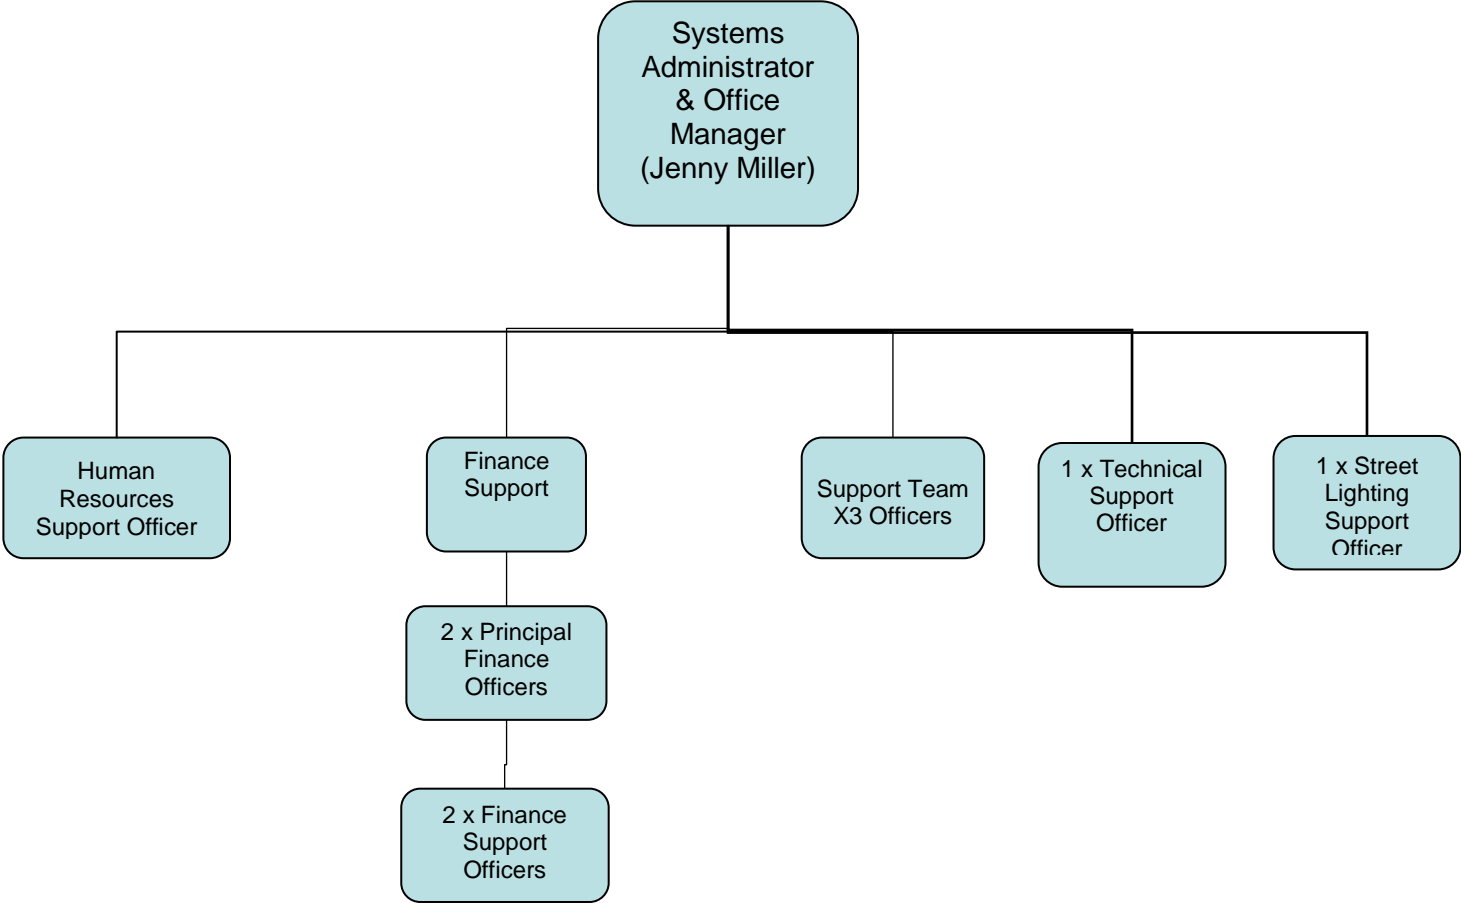 Systems
Administrator
& Office
Manager
(Jenny Miller)
Human
Resources
Support Officer
Finance
Support
Support Team
X3 Officers
1 x Technical
Support
Officer
1 x Street
Lighting
Support
Officer
2 x Principal
Finance
Officers
2 x Finance
Support
Officers